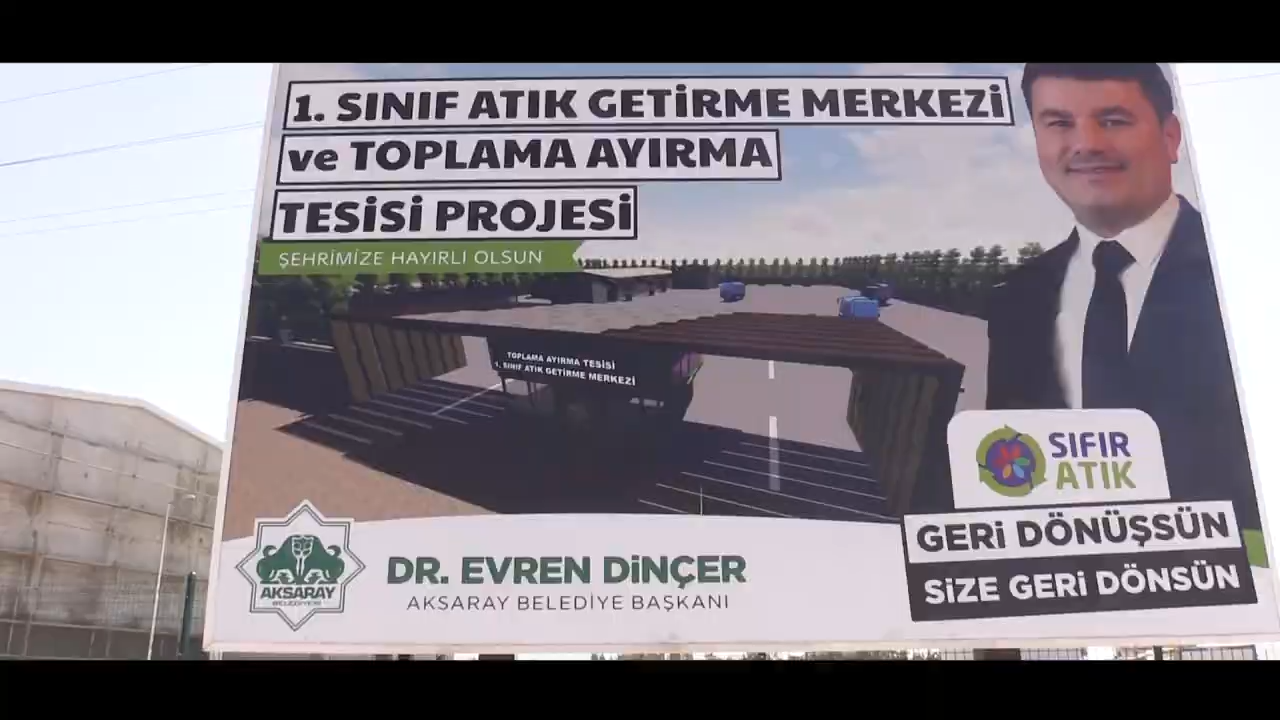 1. SINIF ATIK GETİRME MERKEZİ
ve TOPLAMA AYIRMA
TESİSİ PROJESİ
ŞEHRİMİZE HAYIRLI OLSUN
TOPLAMA AYIRMA TESİSİ
1. SINIF ATIK GETİRME MERKEZİ
SIFIR
ATIK
GERİ DÖNÜŞSÜN
SİZE GERİ DÖNSÜN
AKSARAY
BELEDİYESİ
DR. EVREN DİNÇER
AKSARAY BELEDİYE BAŞKANI